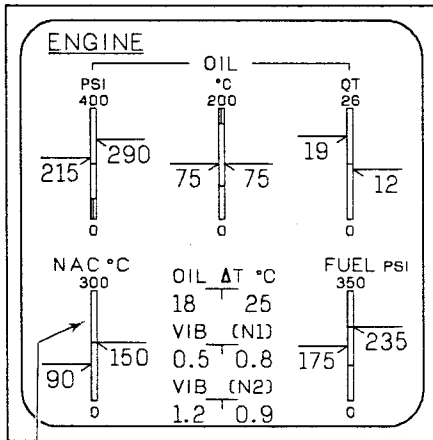 ENGINE
OIL
PSI °C QT
400 200 26
290 19
215 75 75 12
0 0 0
NAC °C OIL ΔT °C FUEL PSI
300 18 25 350
VIB (N1)
150 0.5 0.8 235
90 175
VIB (N2)
0 1.2 0.9 0